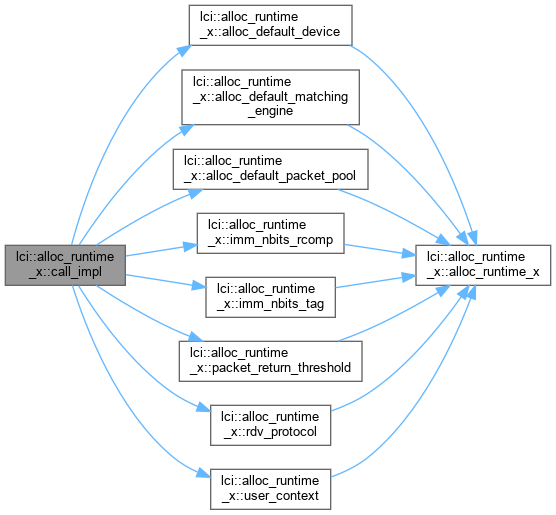 lci::alloc_runtime
_x::call_impl
lci::alloc_runtime
_x::alloc_default_device
lci::alloc_runtime
_x::alloc_default_matching
_engine
lci::alloc_runtime
_x::alloc_default_packet_pool
lci::alloc_runtime
_x::imm_nbits_rcomp
lci::alloc_runtime
_x::imm_nbits_tag
lci::alloc_runtime
_x::packet_return_threshold
lci::alloc_runtime
_x::rdv_protocol
lci::alloc_runtime
_x::user_context
lci::alloc_runtime
_x::alloc_runtime_x